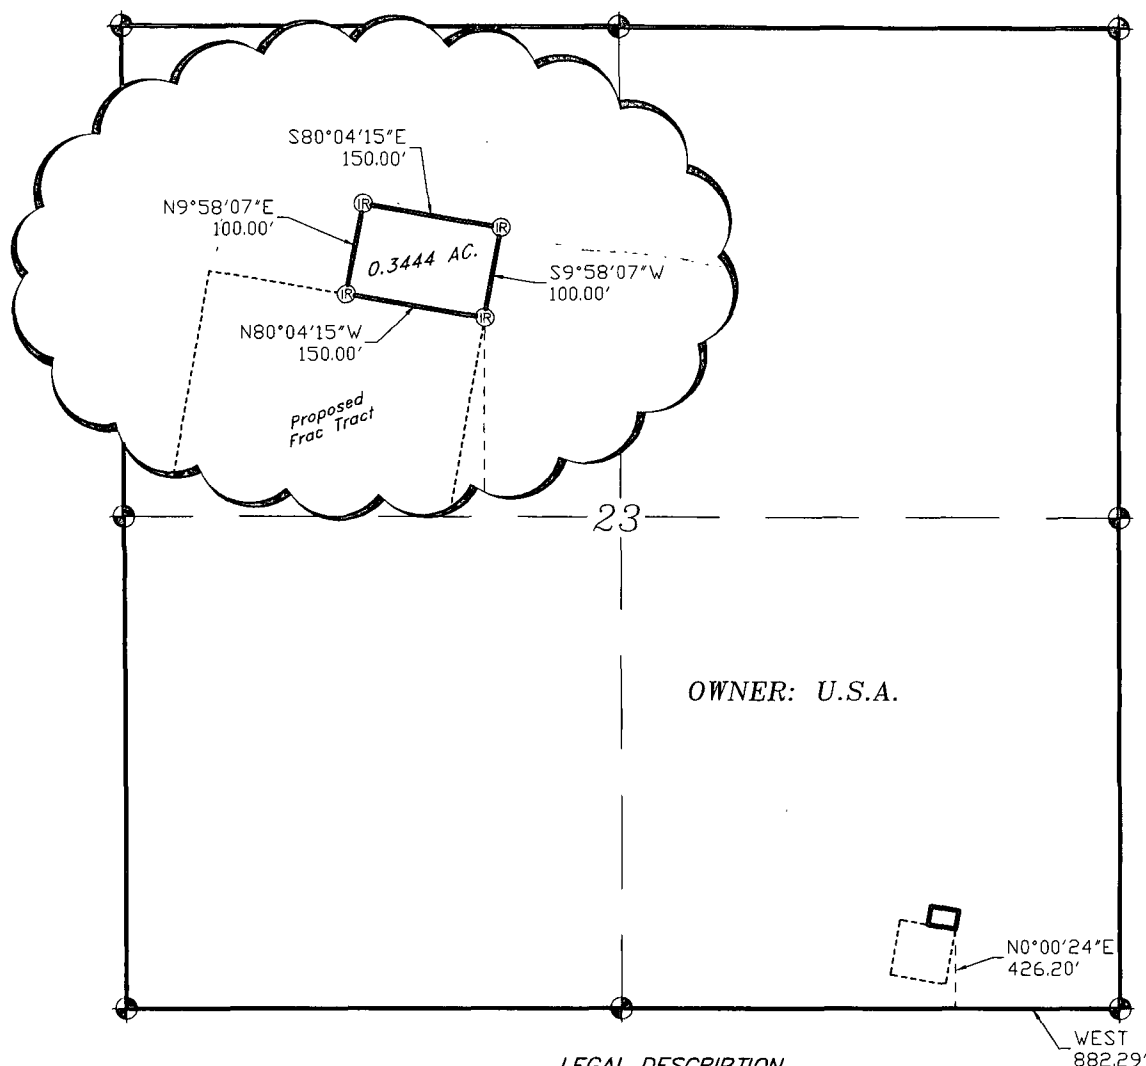 S80°04'15"E
150.00'
N9°58'07"E
100.00'
IR
IR
0.3444 AC.
S9°58'07"W
100.00'
IR
IR
N80°04'15"W
150.00'
Proposed
Frac Tract
23
OWNER: U.S.A.
N0°00'24"E
426.20'
WEST
882.29'
LEGAL DESCRIPTION